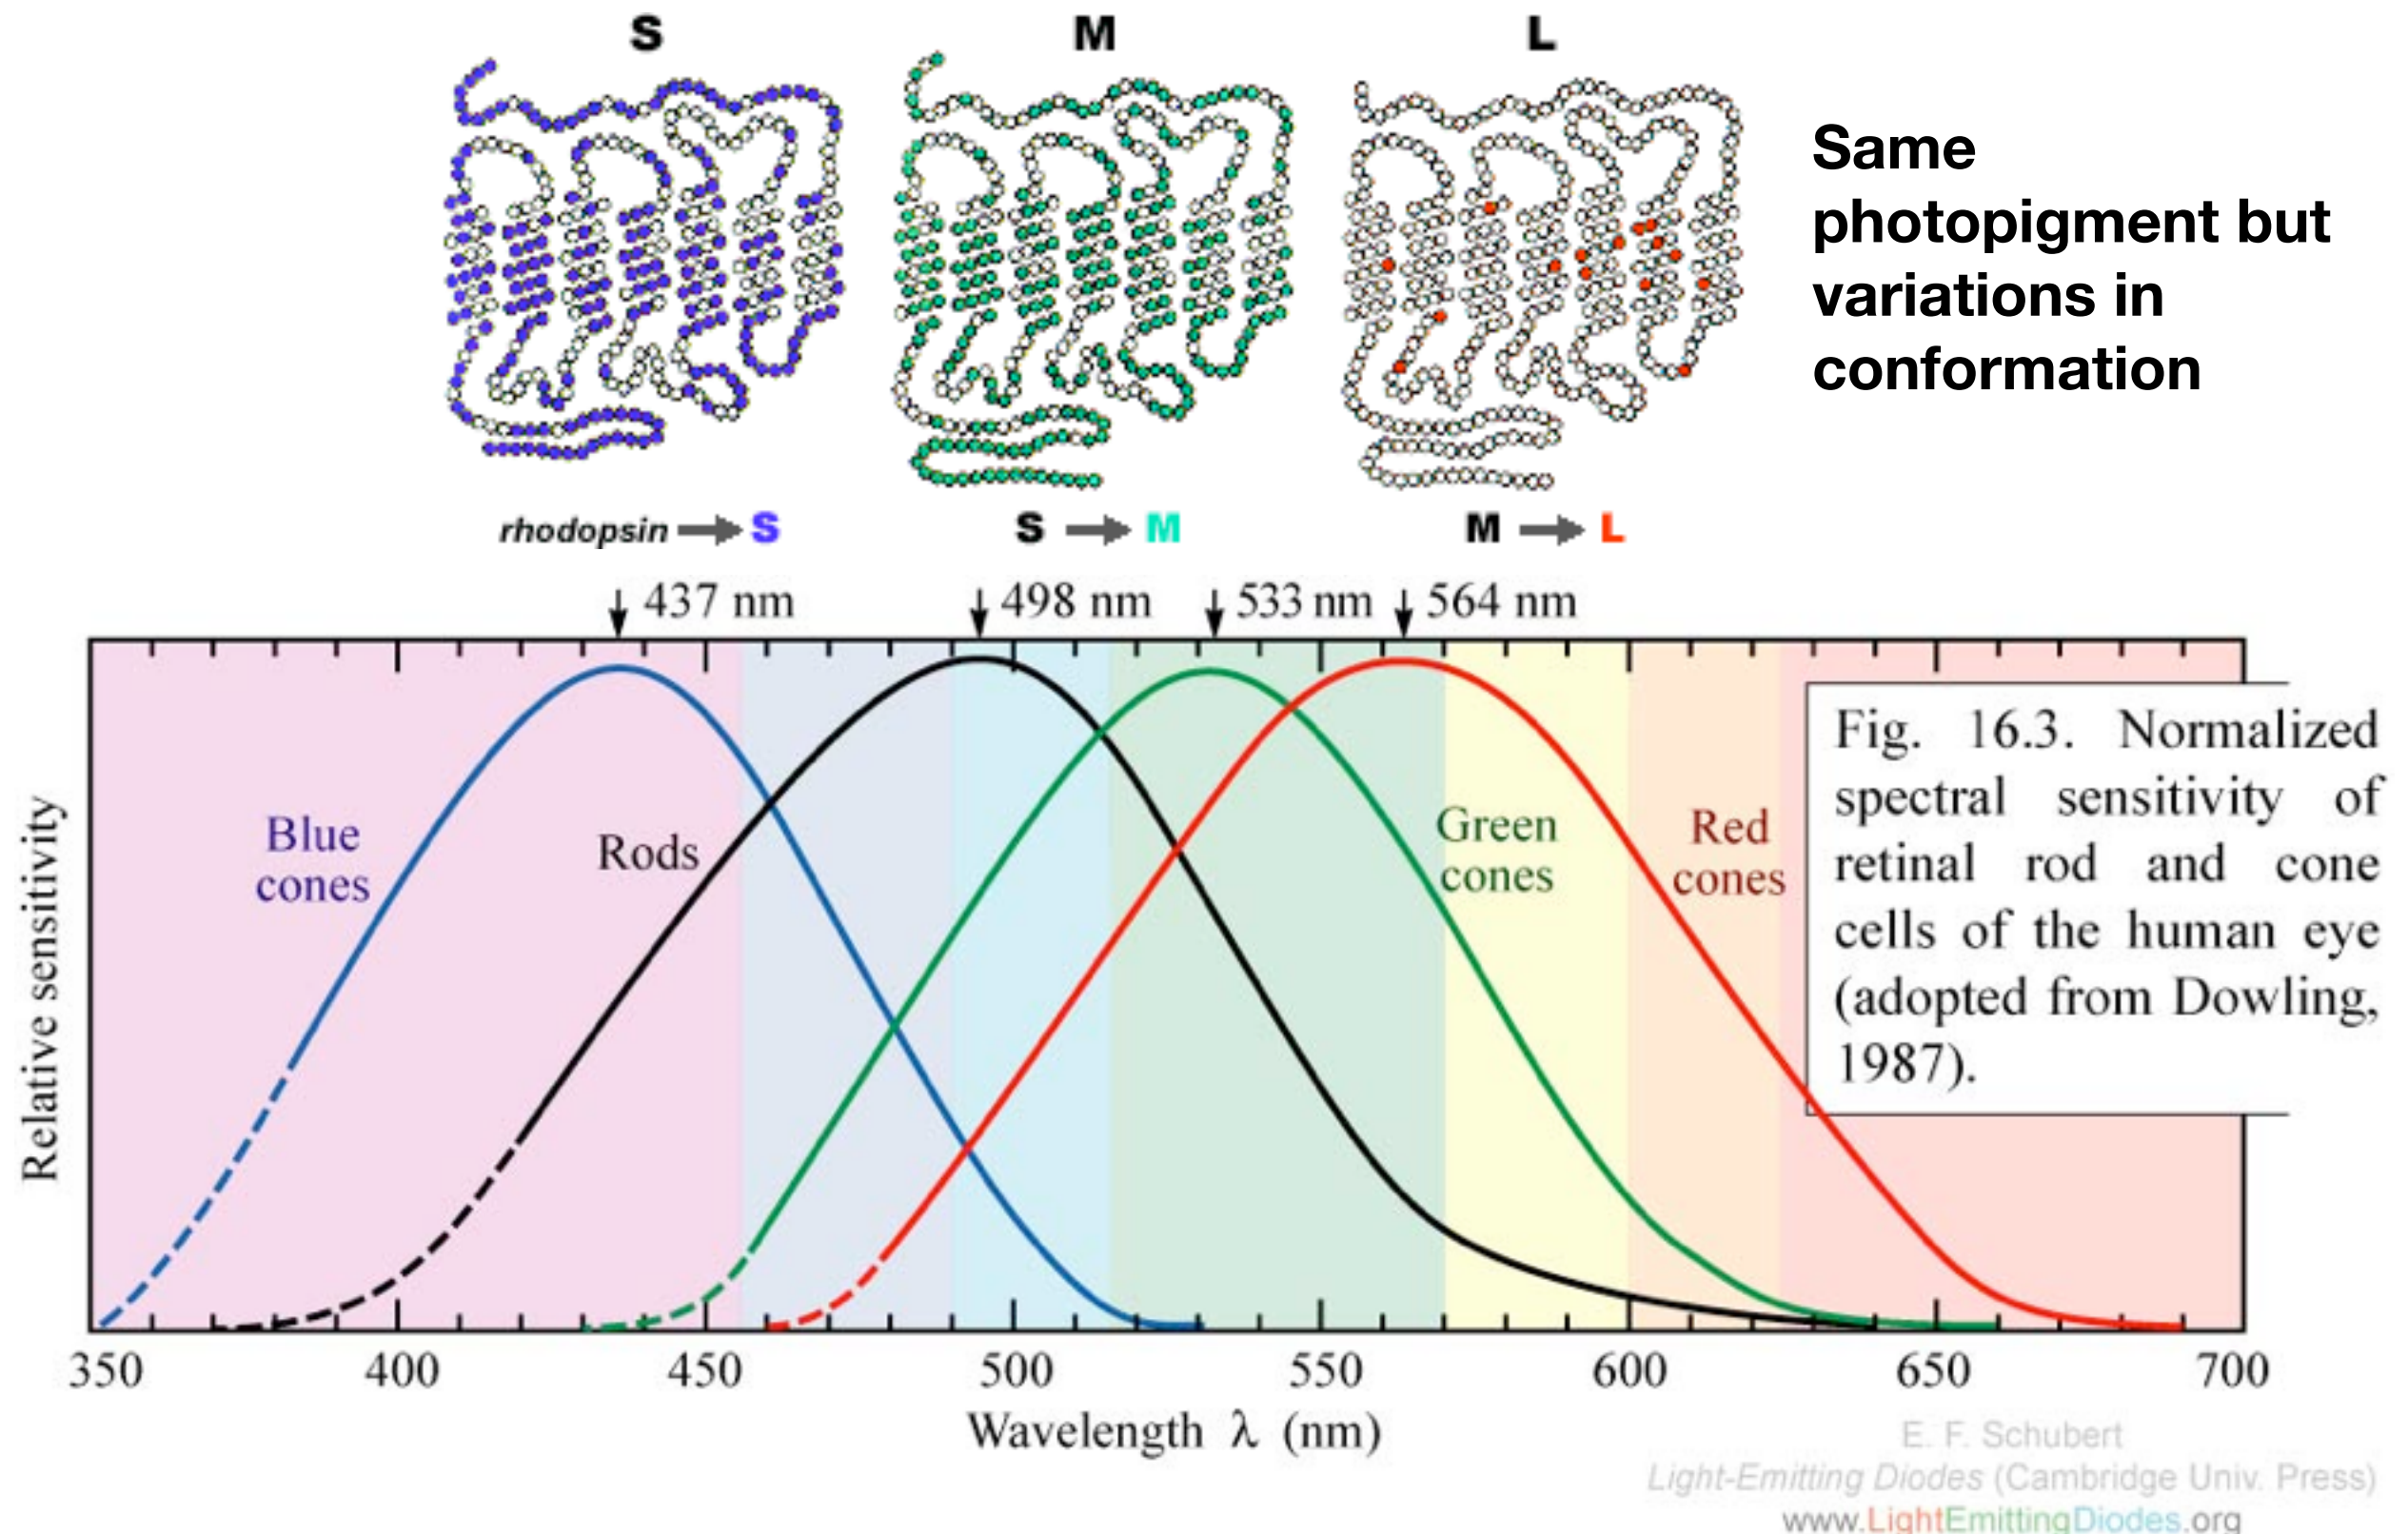 S M L
Same
photopigment but
variations in
conformation
rhodopsin S
S M
M L
437 nm 498 nm 533 nm 564 nm
Relative sensitivity
Blue
cones
Rods
Green
cones
Red
cones
Fig. 16.3. Normalized
spectral sensitivity of
retinal rod and cone
cells of the human eye
(adopted from Dowling,
1987).
350 400 450 500 550 600 650 700
Wavelength λ (nm)
E. F. Schubert
Light-Emitting Diodes (Cambridge Univ. Press)
www.LightEmittingDiodes.org